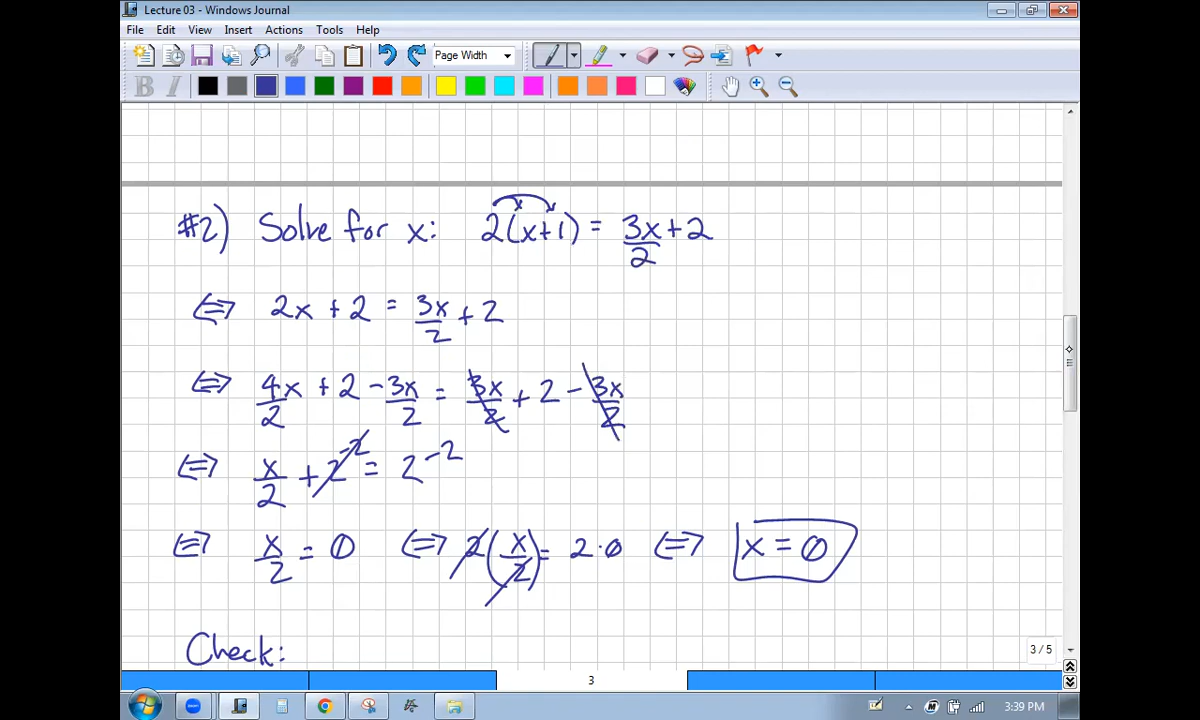 Lecture 03 - Windows Journal
File Edit View Insert Actions Tools Help
Page Width
B I
#2) Solve for x: 2(x+1) = 3x/2 + 2
⇔ 2x + 2 = 3x/2 + 2
⇔ 4x/2 + 2 - 3x/2 = 3x/2 + 2 - 3x/2
⇔ x/2 + 2 -2 = 2 -2
⇔ x/2 = 0 ⇔ 2(x/2) = 2·0 ⇔ x = 0
Check:
3 / 5
3
3:39 PM